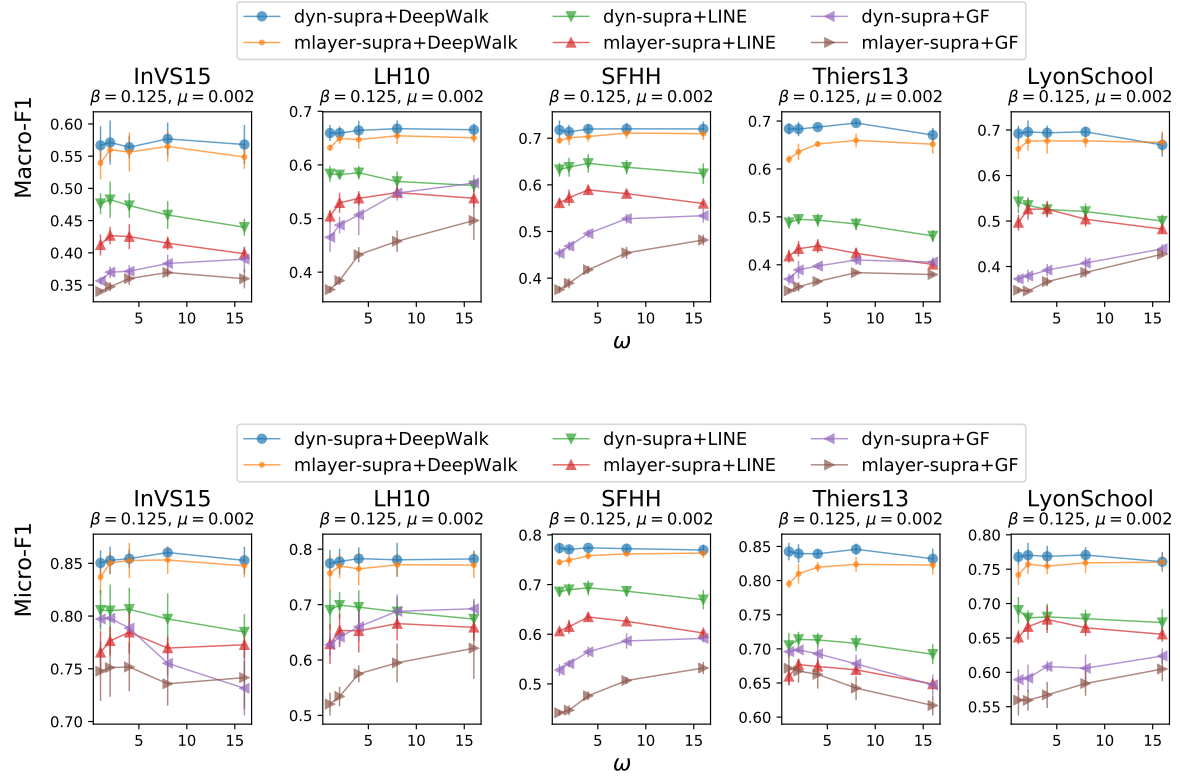 dyn-supra+DeepWalk dyn-supra+LINE dyn-supra+GF
mlayer-supra+DeepWalk mlayer-supra+LINE mlayer-supra+GF
InVS15 LH10 SFHH Thiers13 LyonSchool
β = 0.125, μ = 0.002 β = 0.125, μ = 0.002 β = 0.125, μ = 0.002 β = 0.125, μ = 0.002 β = 0.125, μ = 0.002
Macro-F1
0.60
0.55
0.50
0.45
0.40
0.35
5 10 15
0.7
0.6
0.5
0.4
5 10 15
0.7
0.6
0.5
0.4
5 10 15
0.7
0.6
0.5
0.4
5 10 15
0.7
0.6
0.5
0.4
5 10 15
ω
dyn-supra+DeepWalk dyn-supra+LINE dyn-supra+GF
mlayer-supra+DeepWalk mlayer-supra+LINE mlayer-supra+GF
InVS15 LH10 SFHH Thiers13 LyonSchool
β = 0.125, μ = 0.002 β = 0.125, μ = 0.002 β = 0.125, μ = 0.002 β = 0.125, μ = 0.002 β = 0.125, μ = 0.002
Micro-F1
0.85
0.80
0.75
0.70
5 10 15
0.8
0.7
0.6
0.5
5 10 15
0.8
0.7
0.6
0.5
5 10 15
0.85
0.80
0.75
0.70
0.65
0.60
5 10 15
0.80
0.75
0.70
0.65
0.60
0.55
5 10 15
ω